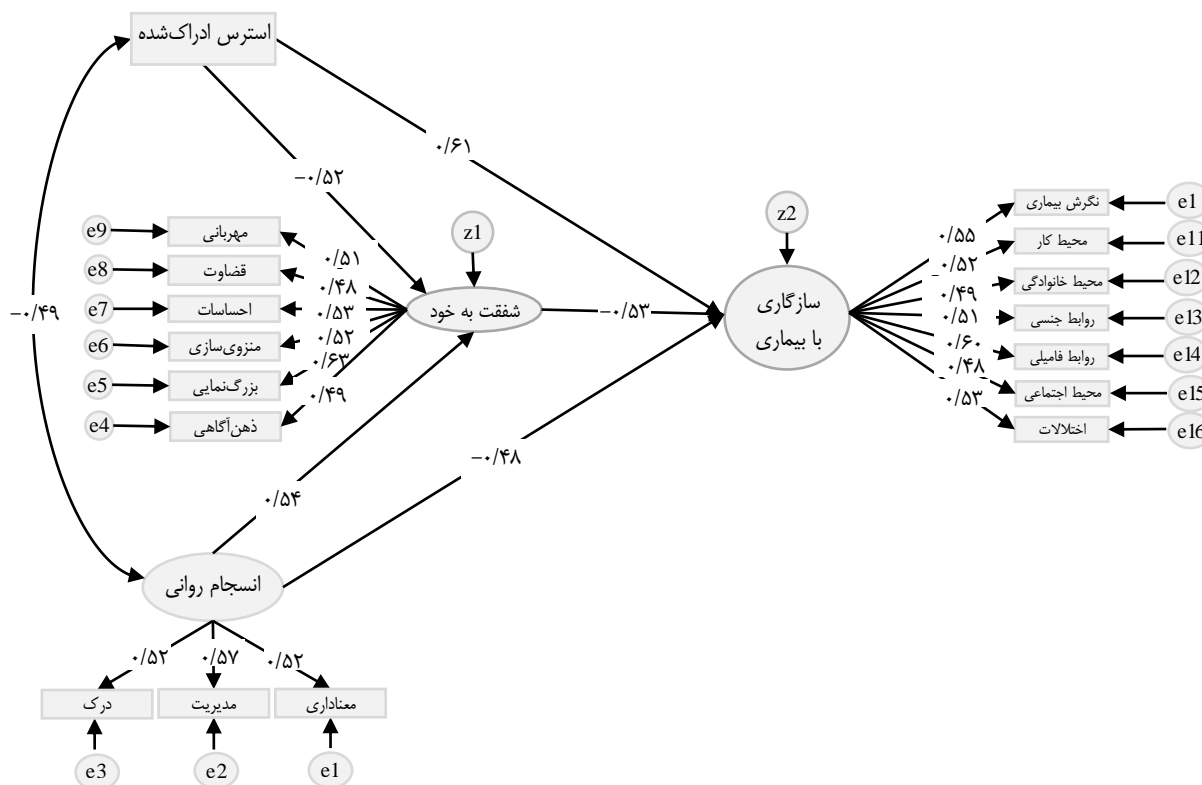 استرس ادراک‌شده
۰/۶۱
−۰/۵۲
−۰/۴۹
e9
مهربانی
e8
قضاوت
e7
احساسات
e6
منزوی‌سازی
e5
بزرگ‌نمایی
e4
ذهن‌آگاهی
۰/۵۱
۰/۴۸
۰/۵۳
۰/۵۲
۰/۶۳
۰/۴۹
z1
شفقت به خود
−۰/۵۳
z2
سازگاری
با بیماری
۰/۵۵
۰/۵۲
۰/۴۹
۰/۵۱
۰/۶۰
۰/۴۸
۰/۵۳
نگرش بیماری
e1
محیط کار
e11
محیط خانوادگی
e12
روابط جنسی
e13
روابط فامیلی
e14
محیط اجتماعی
e15
اختلالات
e16
−۰/۴۸
۰/۵۴
انسجام روانی
۰/۵۲
۰/۵۷
۰/۵۲
درک
مدیریت
معناداری
e3
e2
e1